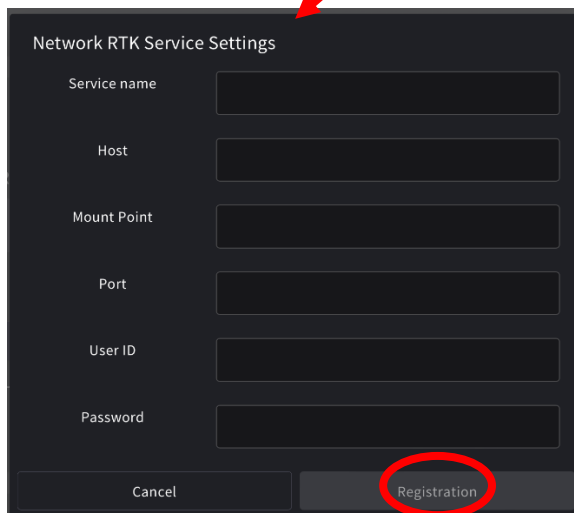 Network RTK Service Settings
Service name
Host
Mount Point
Port
User ID
Password
Cancel Registration